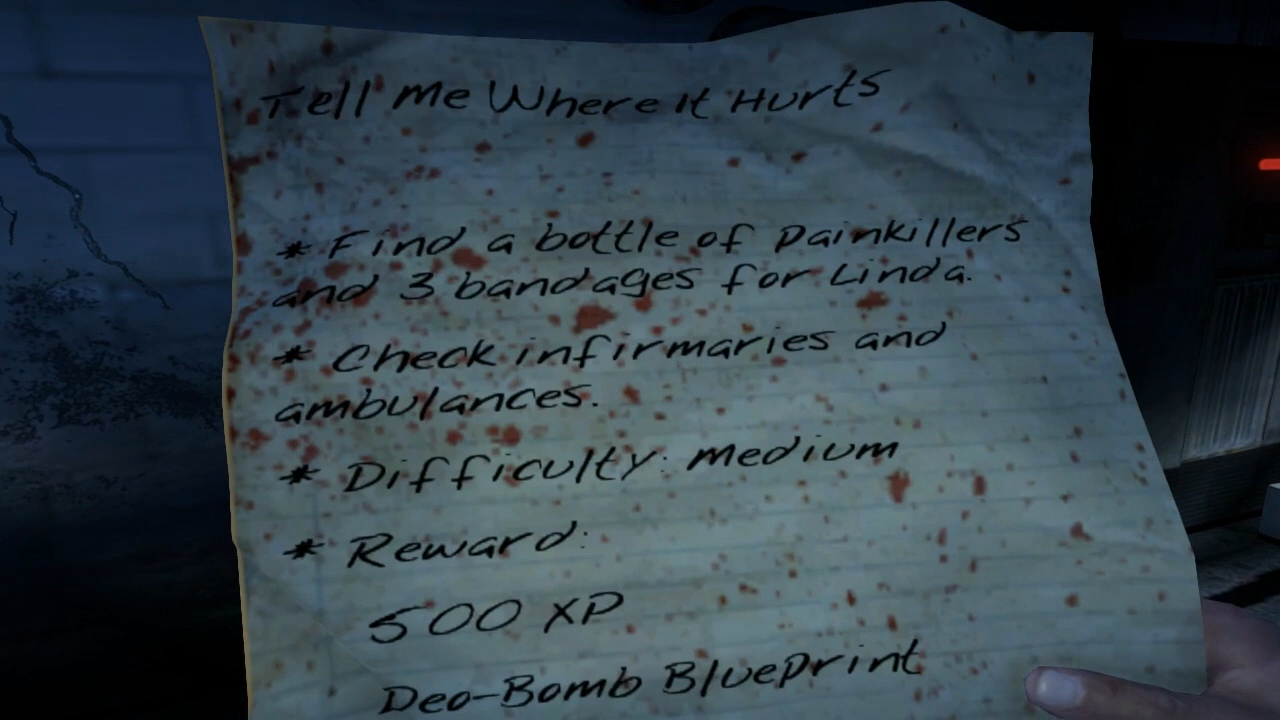 Tell Me Where It Hurts
* Find a bottle of Painkillers
and 3 bandages for Linda.
* Check infirmaries and
ambulances.
* Difficulty: medium
* Reward:
500 XP
Deo-Bomb Blueprint